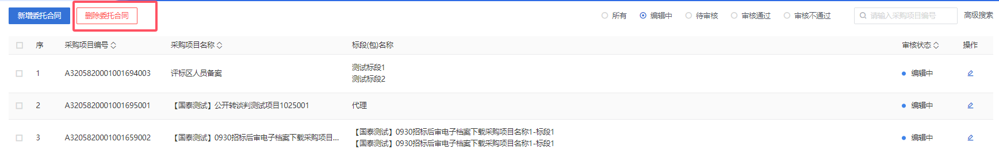 新增委托合同 删除委托合同 所有 编辑中 待审核 审核通过 审核不通过 请输入采购项目编号 高级搜索
序 采购项目编号 采购项目名称 标段(包)名称 审核状态 操作
1 A3205820001001694003 评标区人员备案 测试标段1 编辑中
测试标段2
2 A3205820001001695001 【国泰测试】公开转谈判测试项目1025001 代理 编辑中
3 A3205820001001659002 【国泰测试】0930招标后审电子档案下载采购项目... 【国泰测试】0930招标后审电子档案下载采购项目名称1-标段1 编辑中
【国泰测试】0930招标后审电子档案下载采购项目名称1-标段1